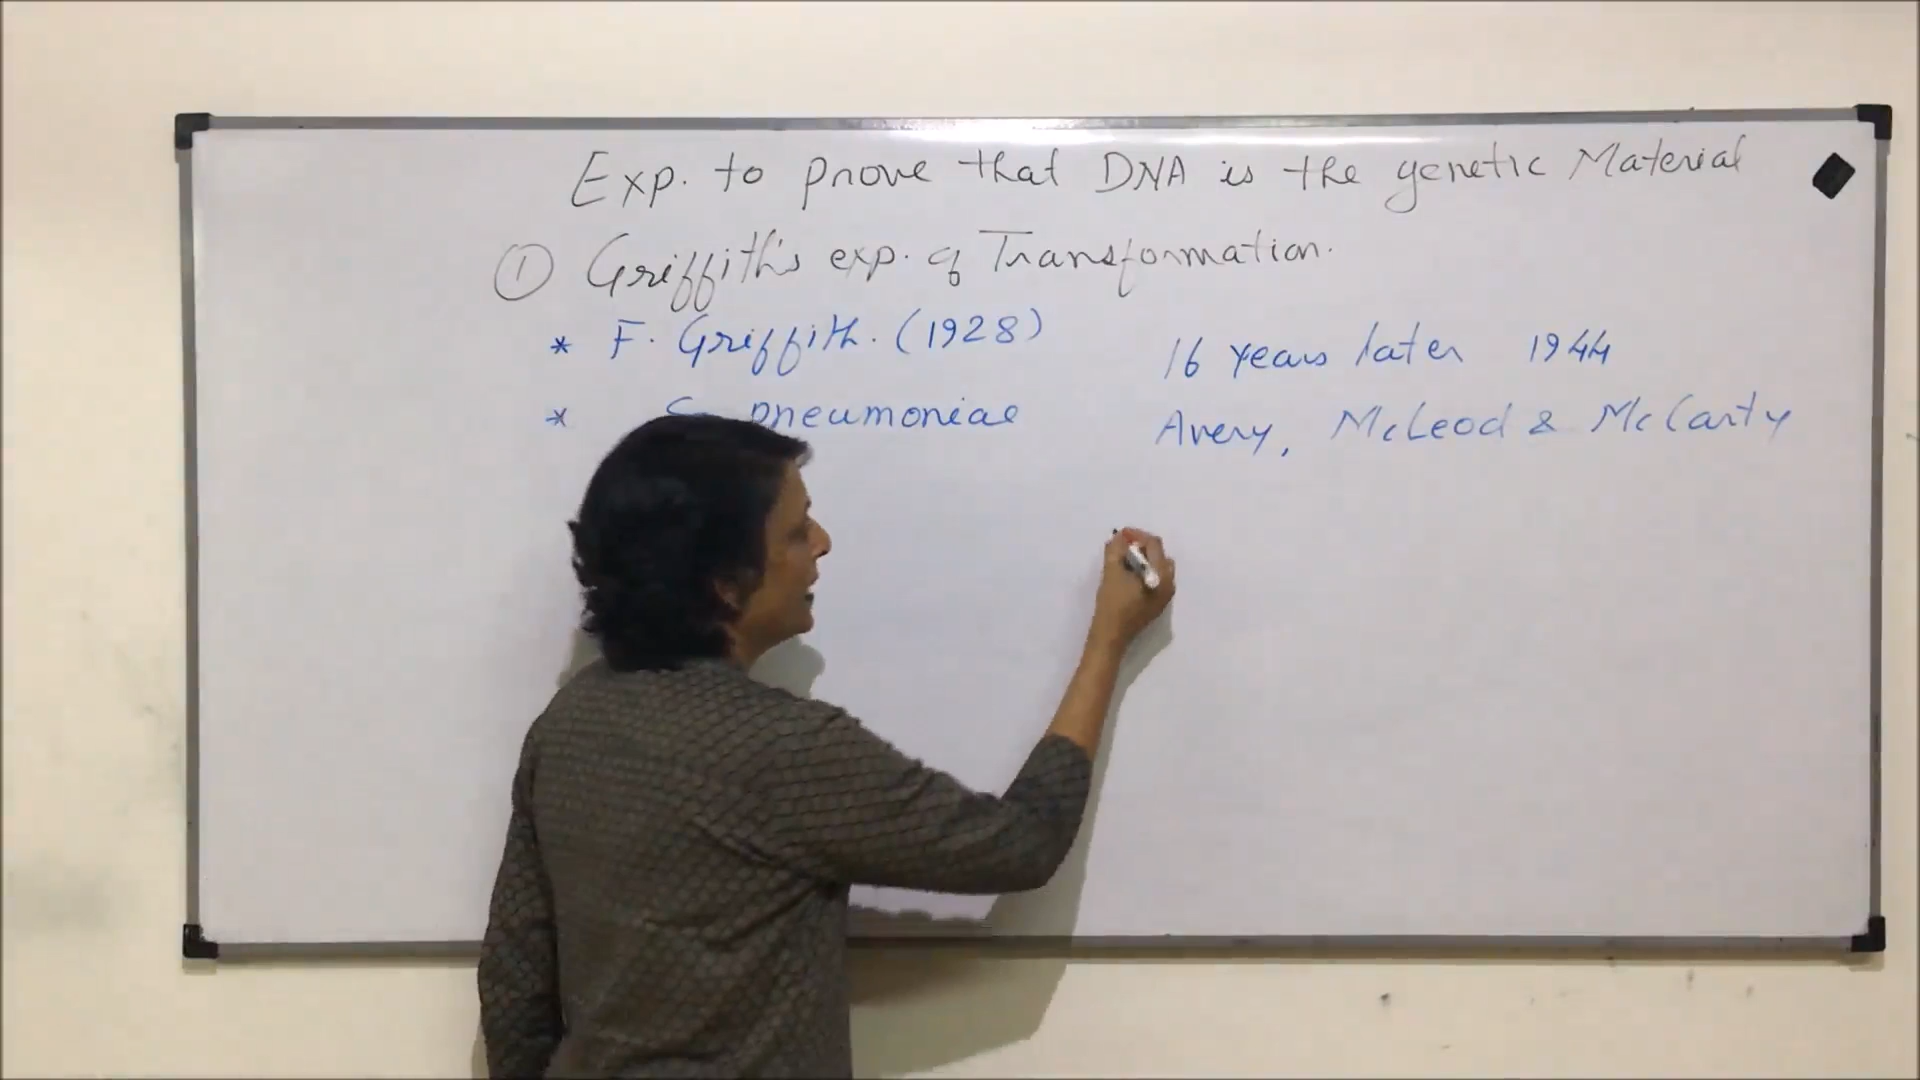 Exp. to prove that DNA is the genetic Material
① Griffith's exp. of Transformation.
* F. Griffith. (1928)
* pneumoniae
16 years later 1944
Avery, McLeod & McCarty